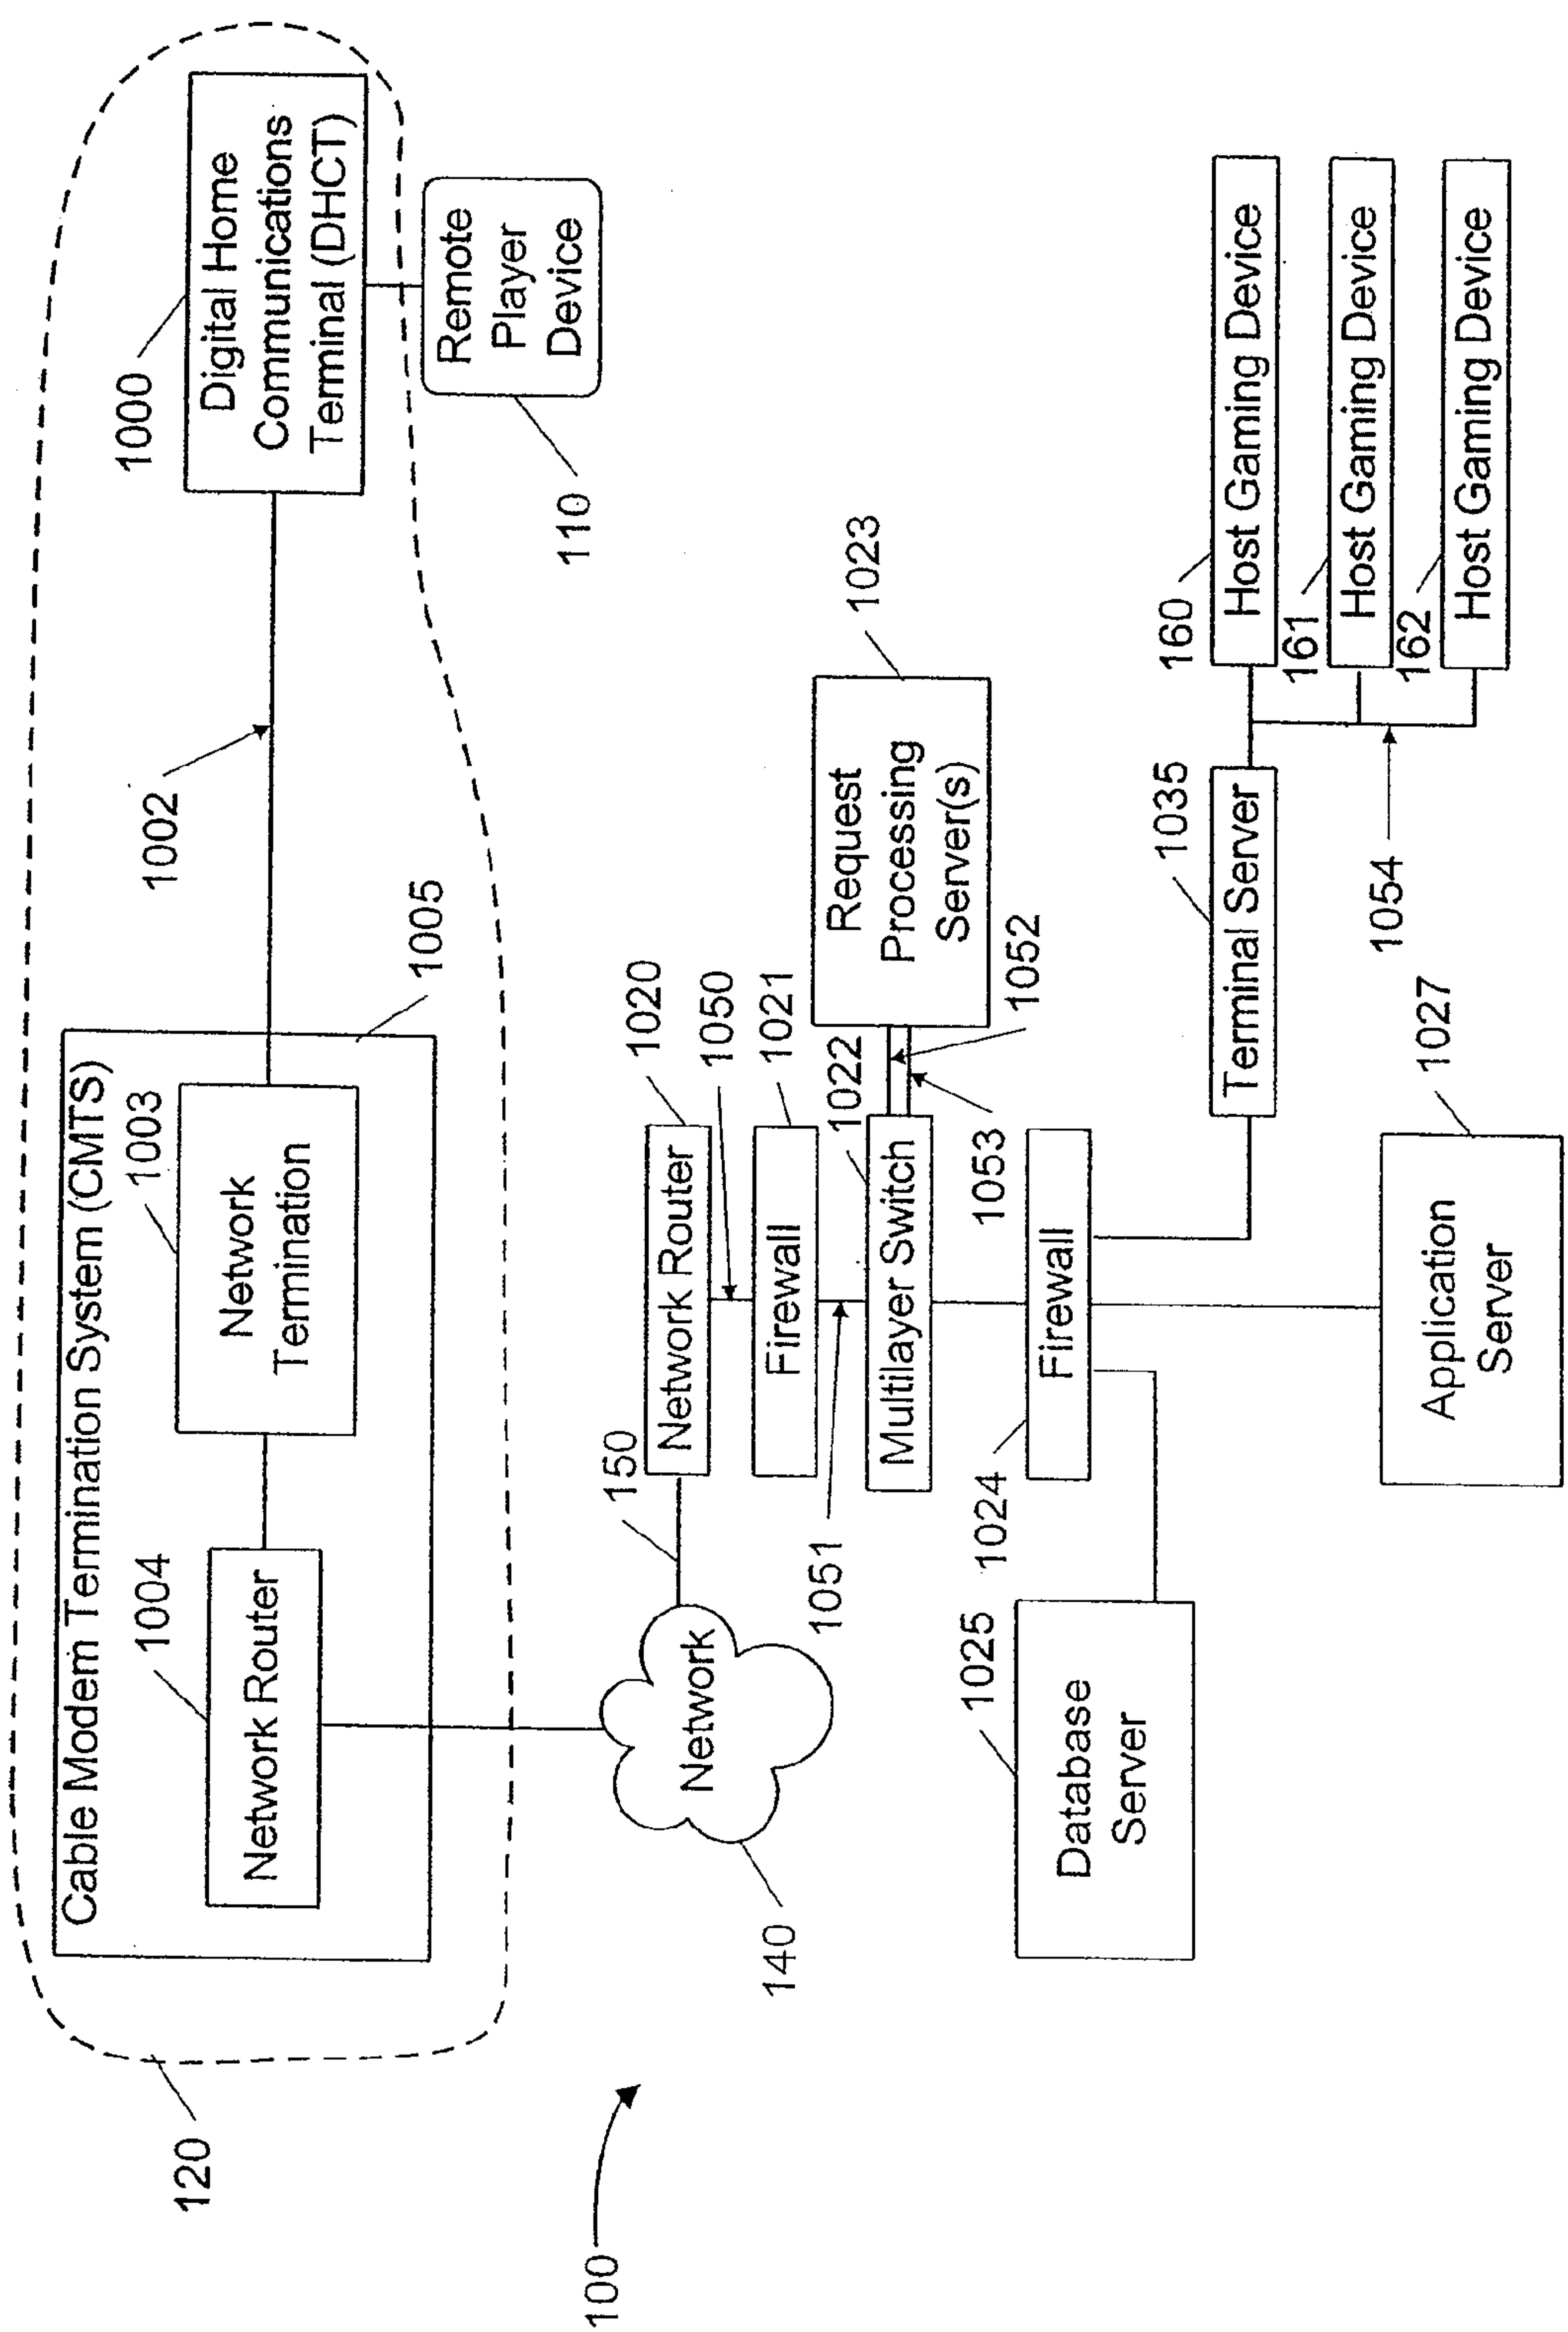 120
Cable Modem Termination System (CMTS)
1004
Network Router
1003
Network
Termination
1005
1002
1000
Digital Home
Communications
Terminal (DHCT)
Remote
Player
Device
110
100
140
Network
150
Network Router
1020
1050
Firewall
1021
1051
Multilayer Switch
1022
Request
Processing
Server(s)
1023
1052
1053
1024
Firewall
1025
Database
Server
Application
Server
1027
Terminal Server
1035
1054
160
Host Gaming Device
161
Host Gaming Device
162
Host Gaming Device